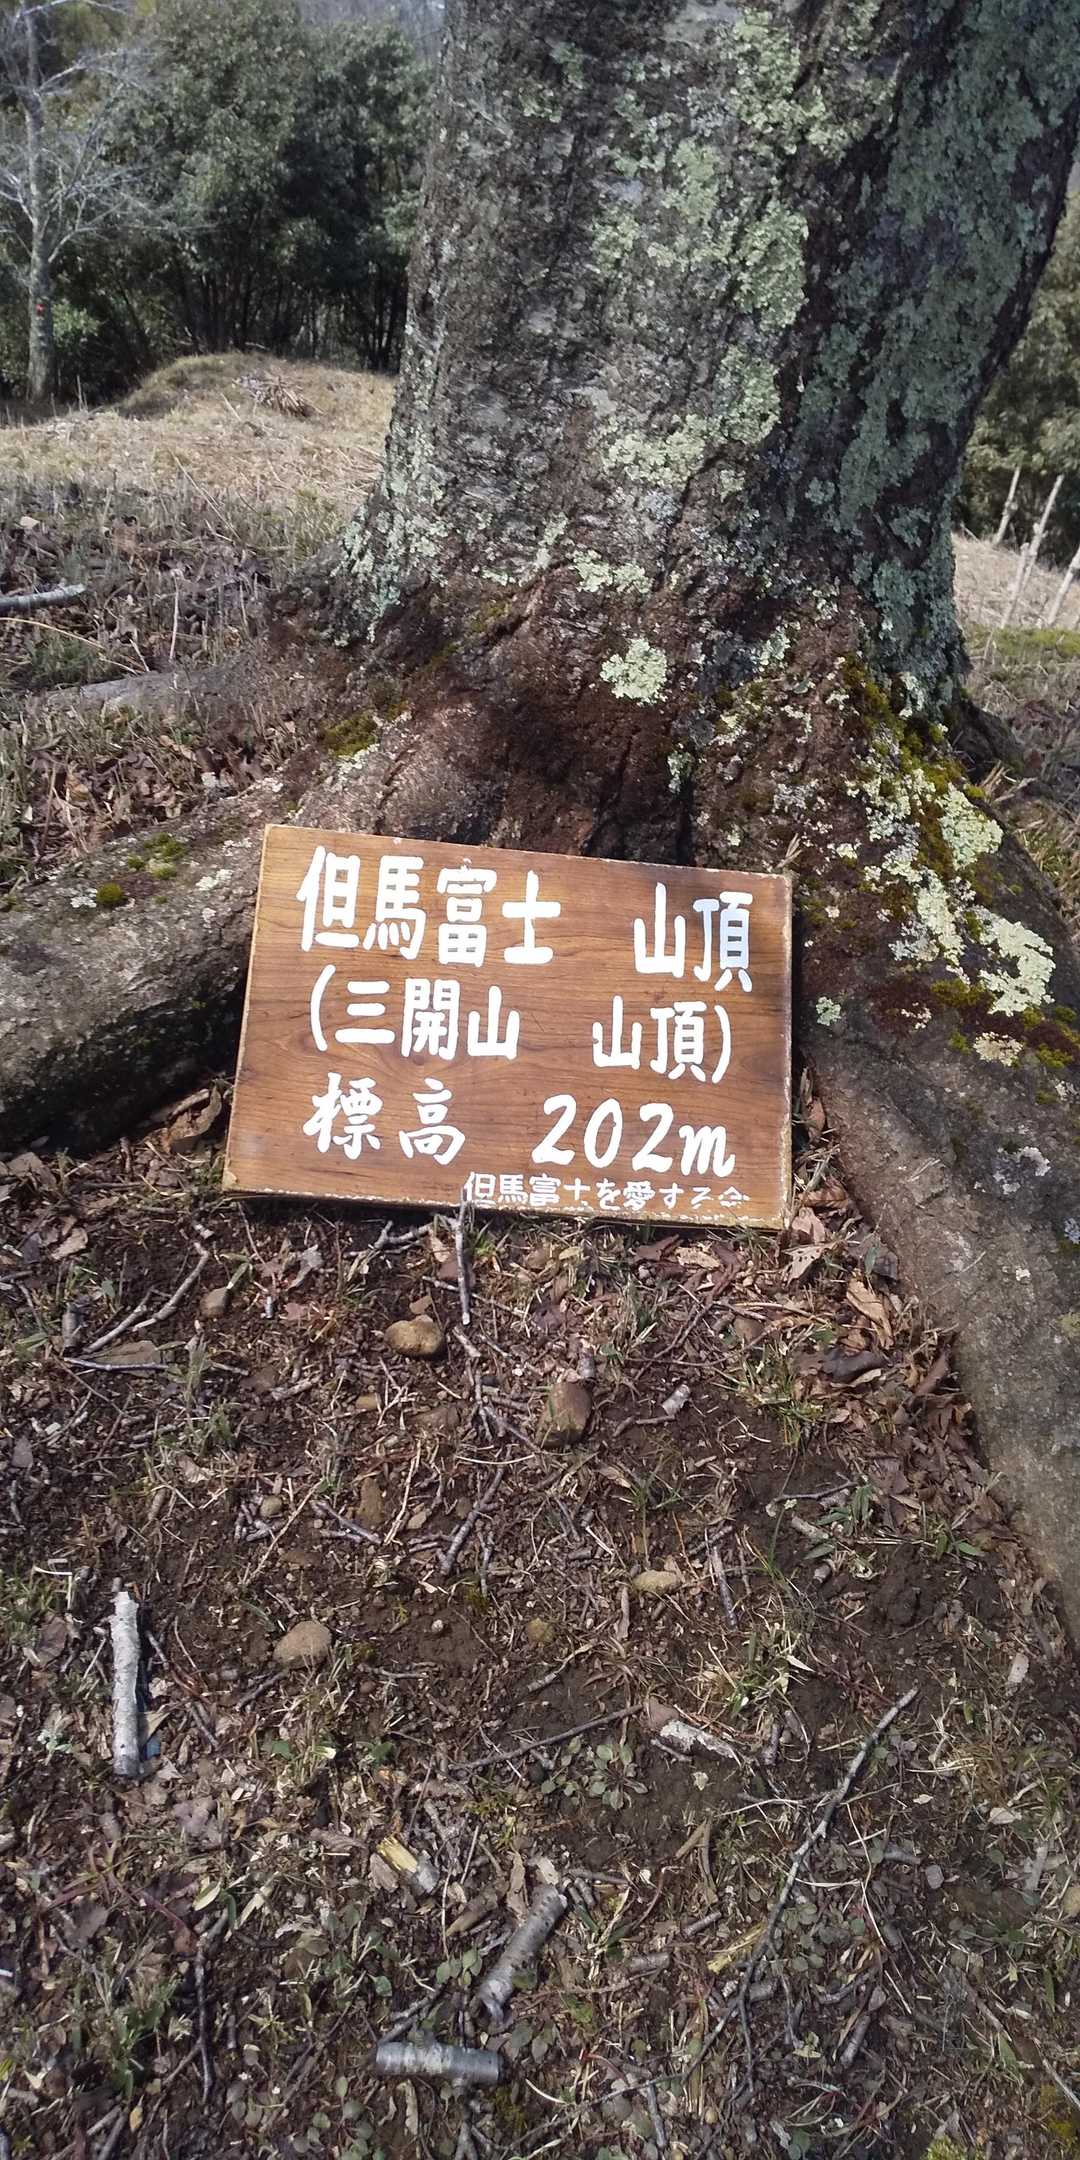 但馬富士　山頂
(三開山　山頂)
標高　202m
但馬富士を愛する会